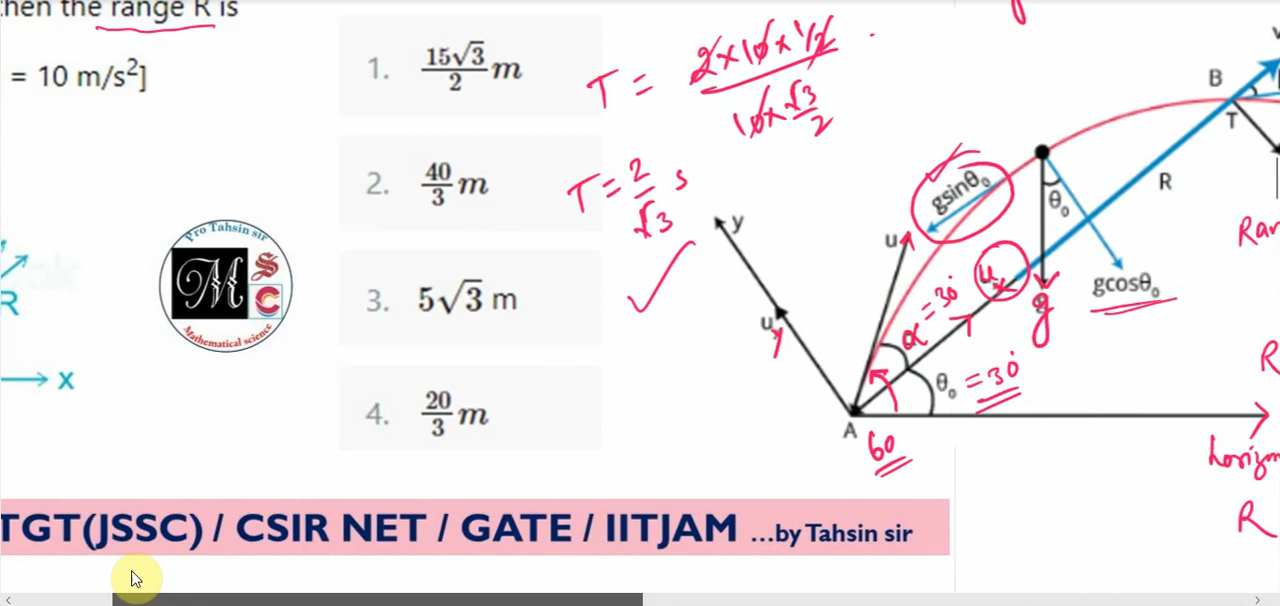 then the range R is
= 10 m/s²]
1. 15√3/2 m
2. 40/3 m
3. 5√3 m
4. 20/3 m
T = 2×10×1/2 / 10×√3/2
T = 2/√3 s
Pro Tahsin sir
M S C
Mathematical science
R
x
y
u
u y
A
gsinθ₀
α = 30°
uₓ
θ₀ = 30°
60
θ₀
g
gcosθ₀
B
T
R
R
R
TGT(JSSC) / CSIR NET / GATE / IITJAM ...by Tahsin sir